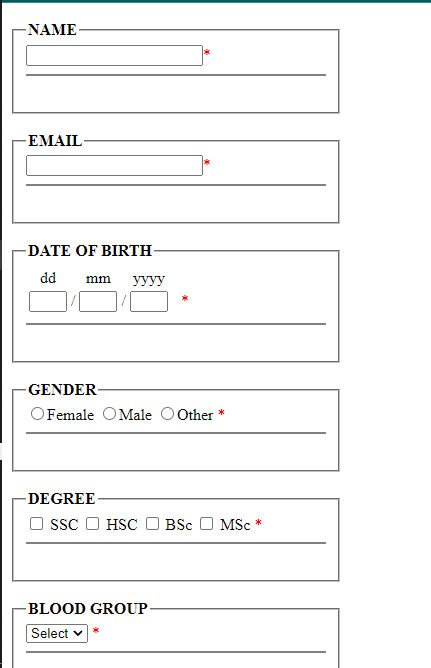 NAME
*
EMAIL
*
DATE OF BIRTH
dd mm yyyy
/ / *
GENDER
Female Male Other *
DEGREE
SSC HSC BSc MSc *
BLOOD GROUP
Select *